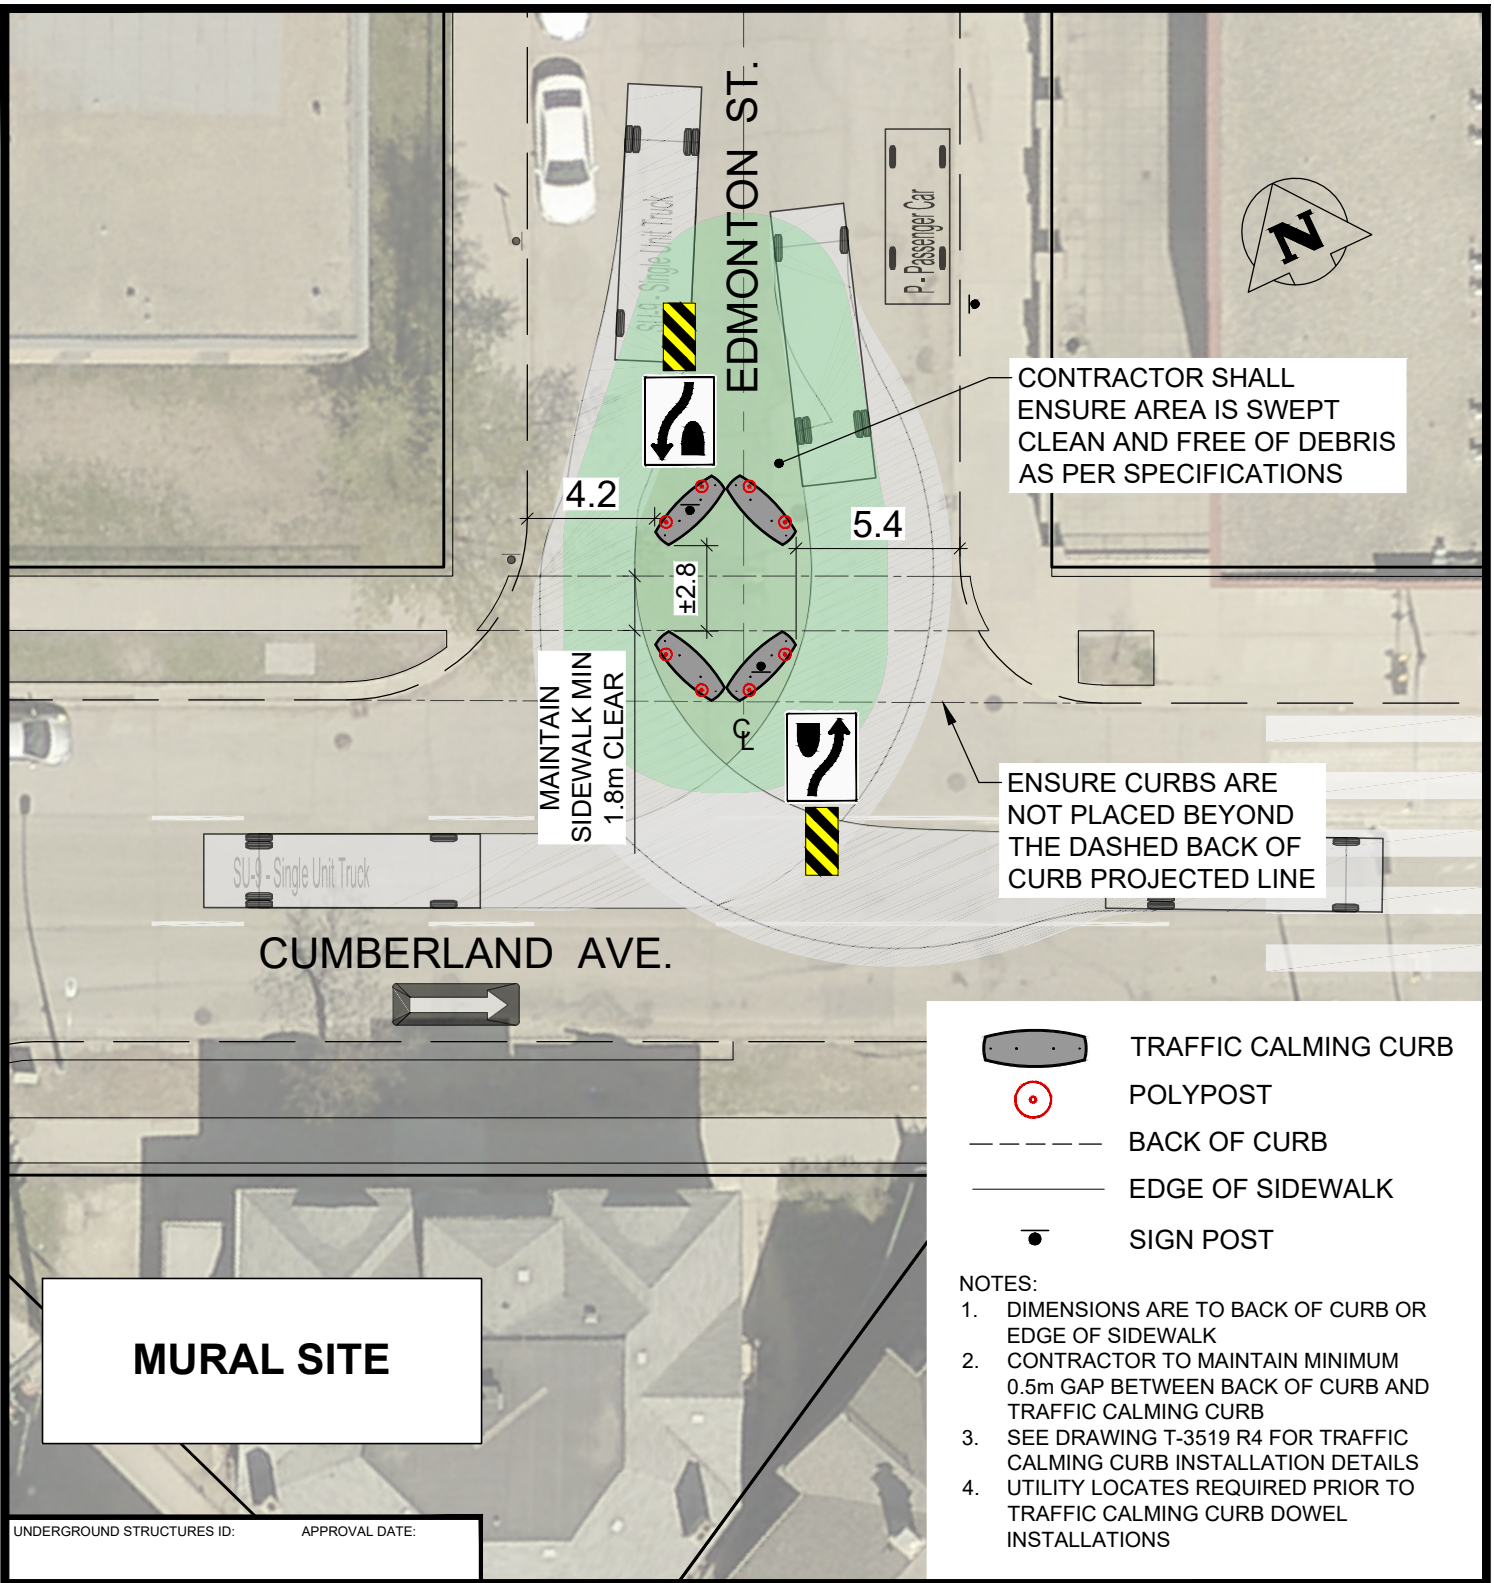 EDMONTON ST.
SU-9 - Single Unit Truck
P - Passenger Car
N
CONTRACTOR SHALL
ENSURE AREA IS SWEPT
CLEAN AND FREE OF DEBRIS
AS PER SPECIFICATIONS
4.2
5.4
±2.8
MAINTAIN
SIDEWALK MIN
1.8m CLEAR
CL
ENSURE CURBS ARE
NOT PLACED BEYOND
THE DASHED BACK OF
CURB PROJECTED LINE
SU-9 - Single Unit Truck
CUMBERLAND AVE.
TRAFFIC CALMING CURB
POLYPOST
BACK OF CURB
EDGE OF SIDEWALK
SIGN POST
NOTES:
1. DIMENSIONS ARE TO BACK OF CURB OR
EDGE OF SIDEWALK
2. CONTRACTOR TO MAINTAIN MINIMUM
0.5m GAP BETWEEN BACK OF CURB AND
TRAFFIC CALMING CURB
3. SEE DRAWING T-3519 R4 FOR TRAFFIC
CALMING CURB INSTALLATION DETAILS
4. UTILITY LOCATES REQUIRED PRIOR TO
TRAFFIC CALMING CURB DOWEL
INSTALLATIONS
MURAL SITE
UNDERGROUND STRUCTURES ID: APPROVAL DATE: